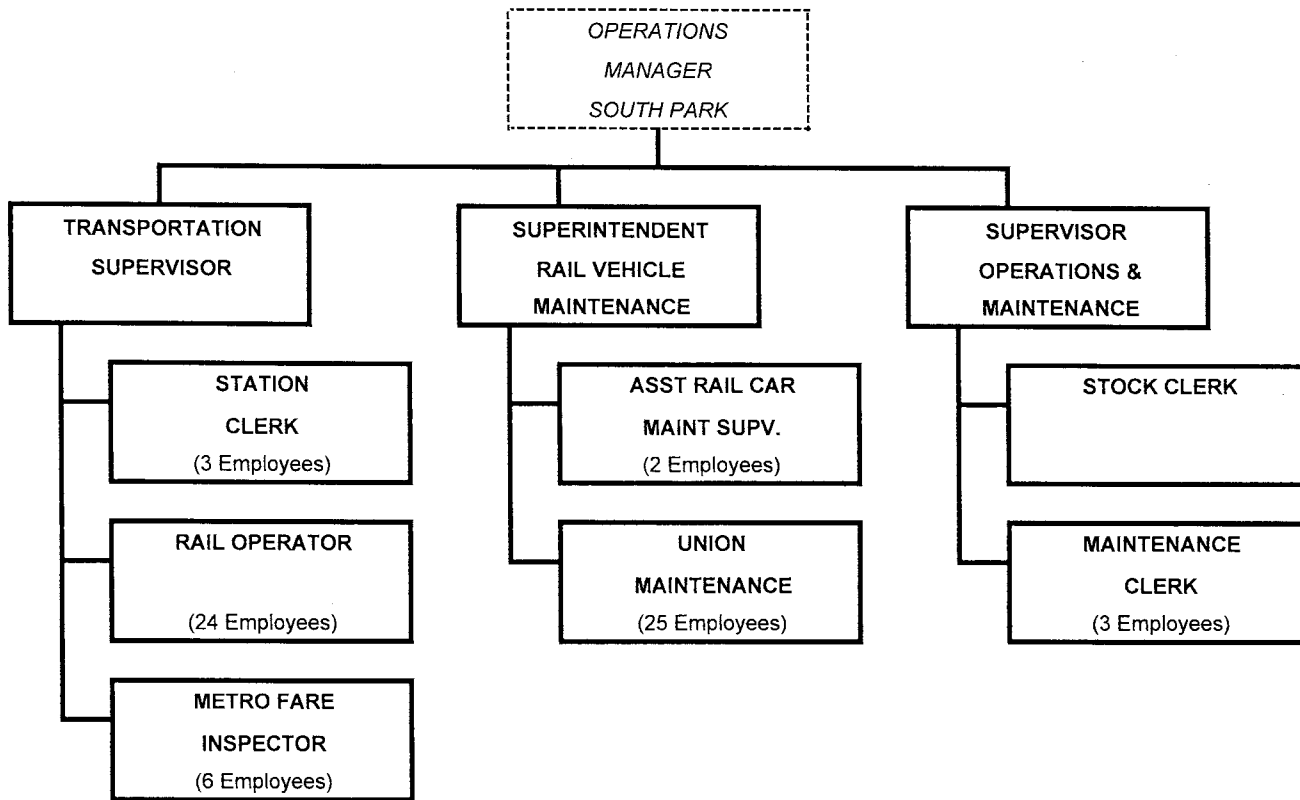 OPERATIONS
MANAGER
SOUTH PARK
TRANSPORTATION
SUPERVISOR
SUPERINTENDENT
RAIL VEHICLE
MAINTENANCE
SUPERVISOR
OPERATIONS &
MAINTENANCE
STATION
CLERK
(3 Employees)
ASST RAIL CAR
MAINT SUPV.
(2 Employees)
STOCK CLERK
RAIL OPERATOR
(24 Employees)
UNION
MAINTENANCE
(25 Employees)
MAINTENANCE
CLERK
(3 Employees)
METRO FARE
INSPECTOR
(6 Employees)